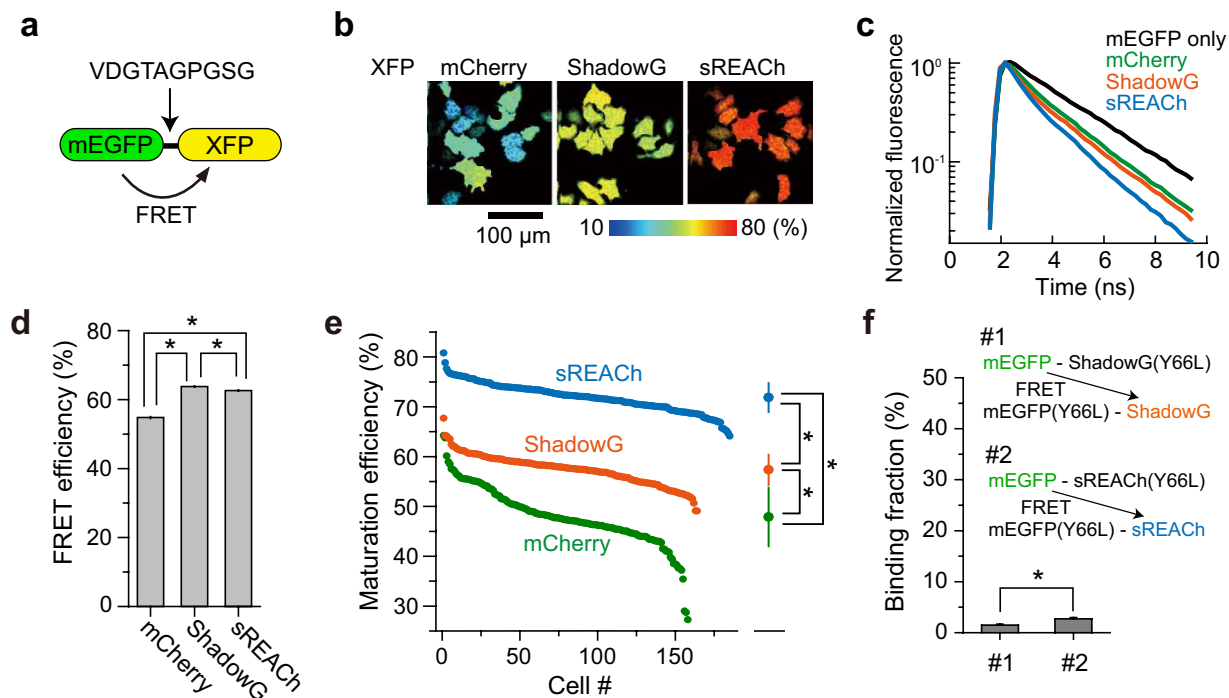 a
VDGTAGPGSG
mEGFP
XFP
FRET
b
XFP mCherry ShadowG sREACh
100 µm
10 80 (%)
c
mEGFP only
mCherry
ShadowG
sREACh
Normalized fluorescence
10⁰
10⁻¹
0 2 4 6 8 10
Time (ns)
d
FRET efficiency (%)
80
60
40
20
0
* * *
mCherry
ShadowG
sREACh
e
Maturation efficiency (%)
80
70
60
50
40
30
sREACh
ShadowG
mCherry
* * *
0 50 100 150
Cell #
f
#1
mEGFP - ShadowG(Y66L)
FRET
mEGFP(Y66L) - ShadowG
#2
mEGFP - sREACh(Y66L)
FRET
mEGFP(Y66L) - sREACh
Binding fraction (%)
50
40
30
20
10
0
*
#1 #2